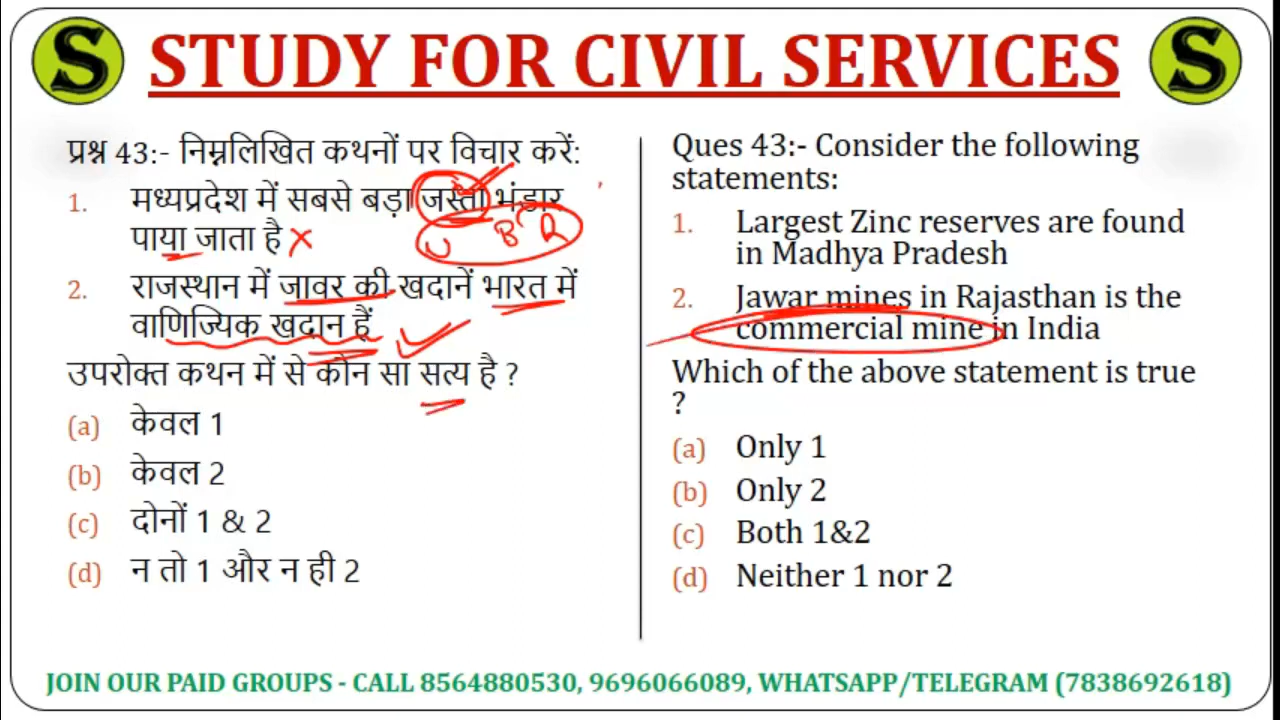 S STUDY FOR CIVIL SERVICES S
प्रश्न 43:- निम्नलिखित कथनों पर विचार करें:
1. मध्यप्रदेश में सबसे बड़ा जस्ता भंडार
पाया जाता है
U B R
2. राजस्थान में जावर की खदानें भारत में
वाणिज्यिक खदान हैं
उपरोक्त कथन में से कौन सा सत्य है ?
(a) केवल 1
(b) केवल 2
(c) दोनों 1 & 2
(d) न तो 1 और न ही 2
Ques 43:- Consider the following
statements:
1. Largest Zinc reserves are found
in Madhya Pradesh
2. Jawar mines in Rajasthan is the
commercial mine in India
Which of the above statement is true
?
(a) Only 1
(b) Only 2
(c) Both 1&2
(d) Neither 1 nor 2
JOIN OUR PAID GROUPS - CALL 8564880530, 9696066089, WHATSAPP/TELEGRAM (7838692618)